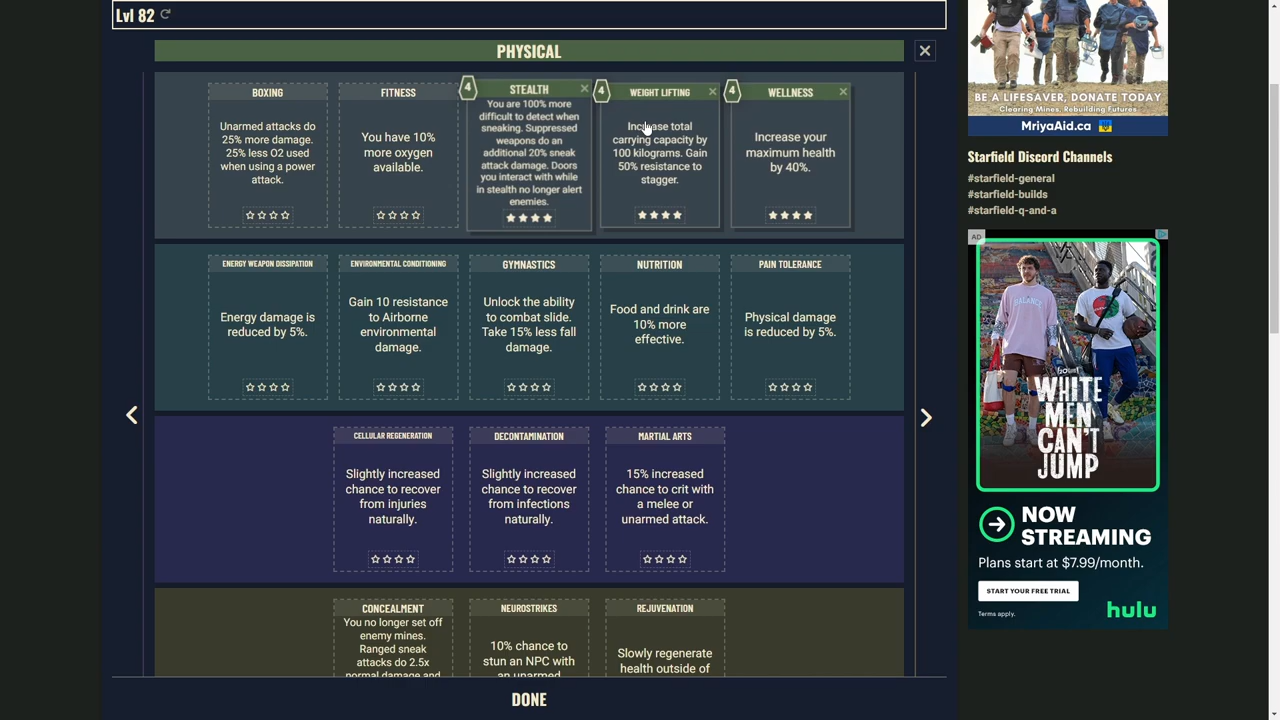 Lvl 82
PHYSICAL
BOXING
Unarmed attacks do
25% more damage.
25% less O2 used
when using a power
attack.
FITNESS
You have 10%
more oxygen
available.
4
STEALTH
You are 100% more
difficult to detect when
sneaking. Suppressed
weapons do an
additional 20% sneak
attack damage. Doors
you interact with while
in stealth no longer alert
enemies.
4
WEIGHT LIFTING
Increase total
carrying capacity by
100 kilograms. Gain
50% resistance to
stagger.
4
WELLNESS
Increase your
maximum health
by 40%.
ENERGY WEAPON DISSIPATION
Energy damage is
reduced by 5%.
ENVIRONMENTAL CONDITIONING
Gain 10 resistance
to Airborne
environmental
damage.
GYMNASTICS
Unlock the ability
to combat slide.
Take 15% less fall
damage.
NUTRITION
Food and drink are
10% more
effective.
PAIN TOLERANCE
Physical damage
is reduced by 5%.
CELLULAR REGENERATION
Slightly increased
chance to recover
from injuries
naturally.
DECONTAMINATION
Slightly increased
chance to recover
from infections
naturally.
MARTIAL ARTS
15% increased
chance to crit with
a melee or
unarmed attack.
CONCEALMENT
You no longer set off
enemy mines.
Ranged sneak
attacks do 2.5x
normal damage and
NEUROSTRIKES
10% chance to
stun an NPC with
an unarmed
REJUVENATION
Slowly regenerate
health outside of
DONE
BE A LIFESAVER, DONATE TODAY
Clearing Mines, Rebuilding Futures
MriyaAid.ca
Starfield Discord Channels
#starfield-general
#starfield-builds
#starfield-q-and-a
AD
BALANCE
WHITE
MEN
CAN'T
JUMP
NOW
STREAMING
Plans start at $7.99/month.
START YOUR FREE TRIAL
Terms apply.
hulu